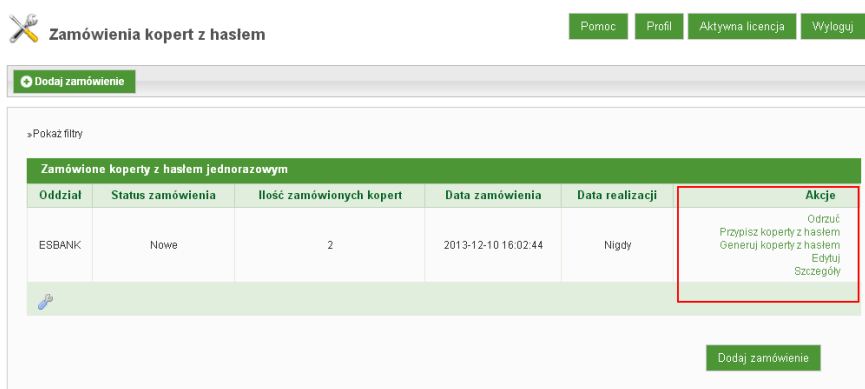 Zamówienia kopert z hasłem
Pomoc Profil Aktywna licencja Wyloguj
Dodaj zamówienie
»Pokaż filtry
Zamówione koperty z hasłem jednorazowym
Oddział Status zamówienia Ilość zamówionych kopert Data zamówienia Data realizacji Akcje
Odrzuć
Przypisz koperty z hasłem
ESBANK Nowe 2 2013-12-10 16:02:44 Nigdy Generuj koperty z hasłem
Edytuj
Szczegóły
Dodaj zamówienie